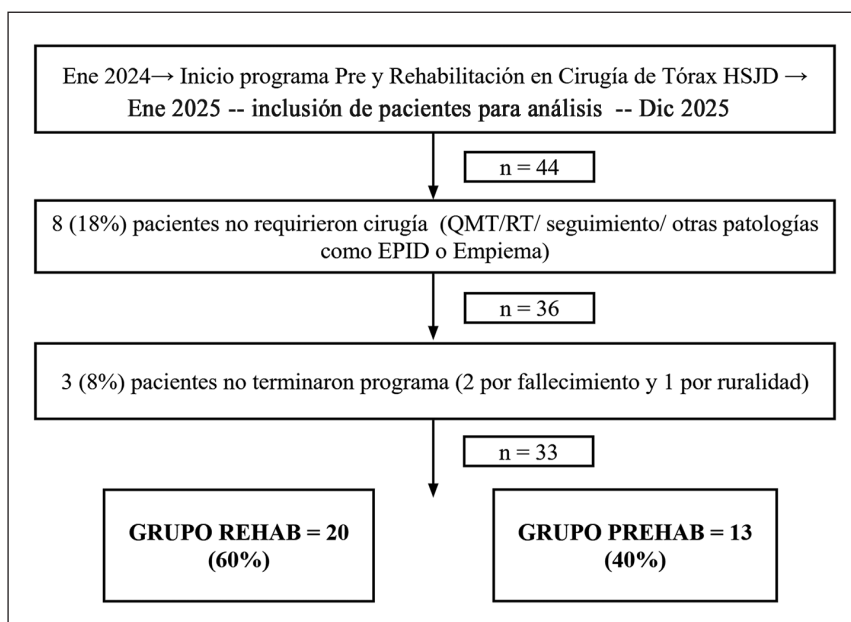 Ene 2024→ Inicio programa Pre y Rehabilitación en Cirugía de Tórax HSJD →
Ene 2025 -- inclusión de pacientes para análisis -- Dic 2025
n = 44
8 (18%) pacientes no requirieron cirugía (QMT/RT/ seguimiento/ otras patologías
como EPID o Empiema)
n = 36
3 (8%) pacientes no terminaron programa (2 por fallecimiento y 1 por ruralidad)
n = 33
GRUPO REHAB = 20
(60%)
GRUPO PREHAB = 13
(40%)